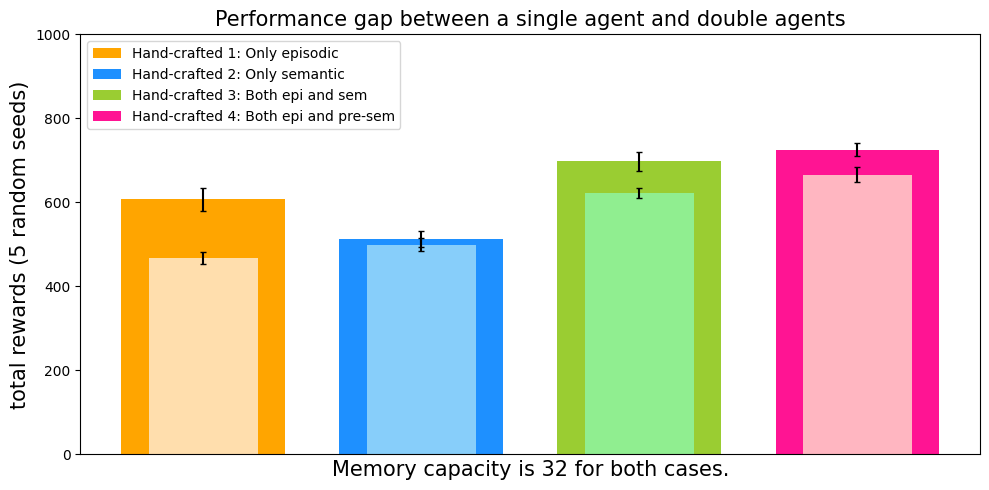 Performance gap between a single agent and double agents
total rewards (5 random seeds)
1000
800
600
400
200
0
Hand-crafted 1: Only episodic
Hand-crafted 2: Only semantic
Hand-crafted 3: Both epi and sem
Hand-crafted 4: Both epi and pre-sem
Memory capacity is 32 for both cases.